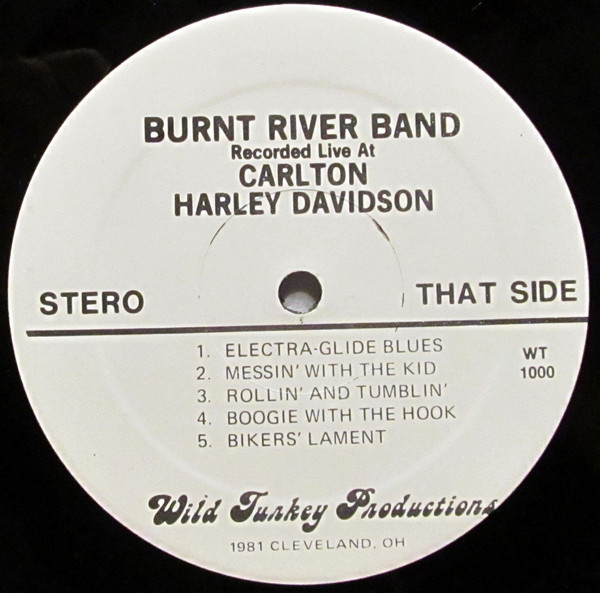 BURNT RIVER BAND
Recorded Live At
CARLTON
HARLEY DAVIDSON
STERO
THAT SIDE
1. ELECTRA-GLIDE BLUES
2. MESSIN' WITH THE KID
3. ROLLIN' AND TUMBLIN'
4. BOOGIE WITH THE HOOK
5. BIKERS' LAMENT
WT
1000
Wild Turkey Productions
1981 CLEVELAND, OH